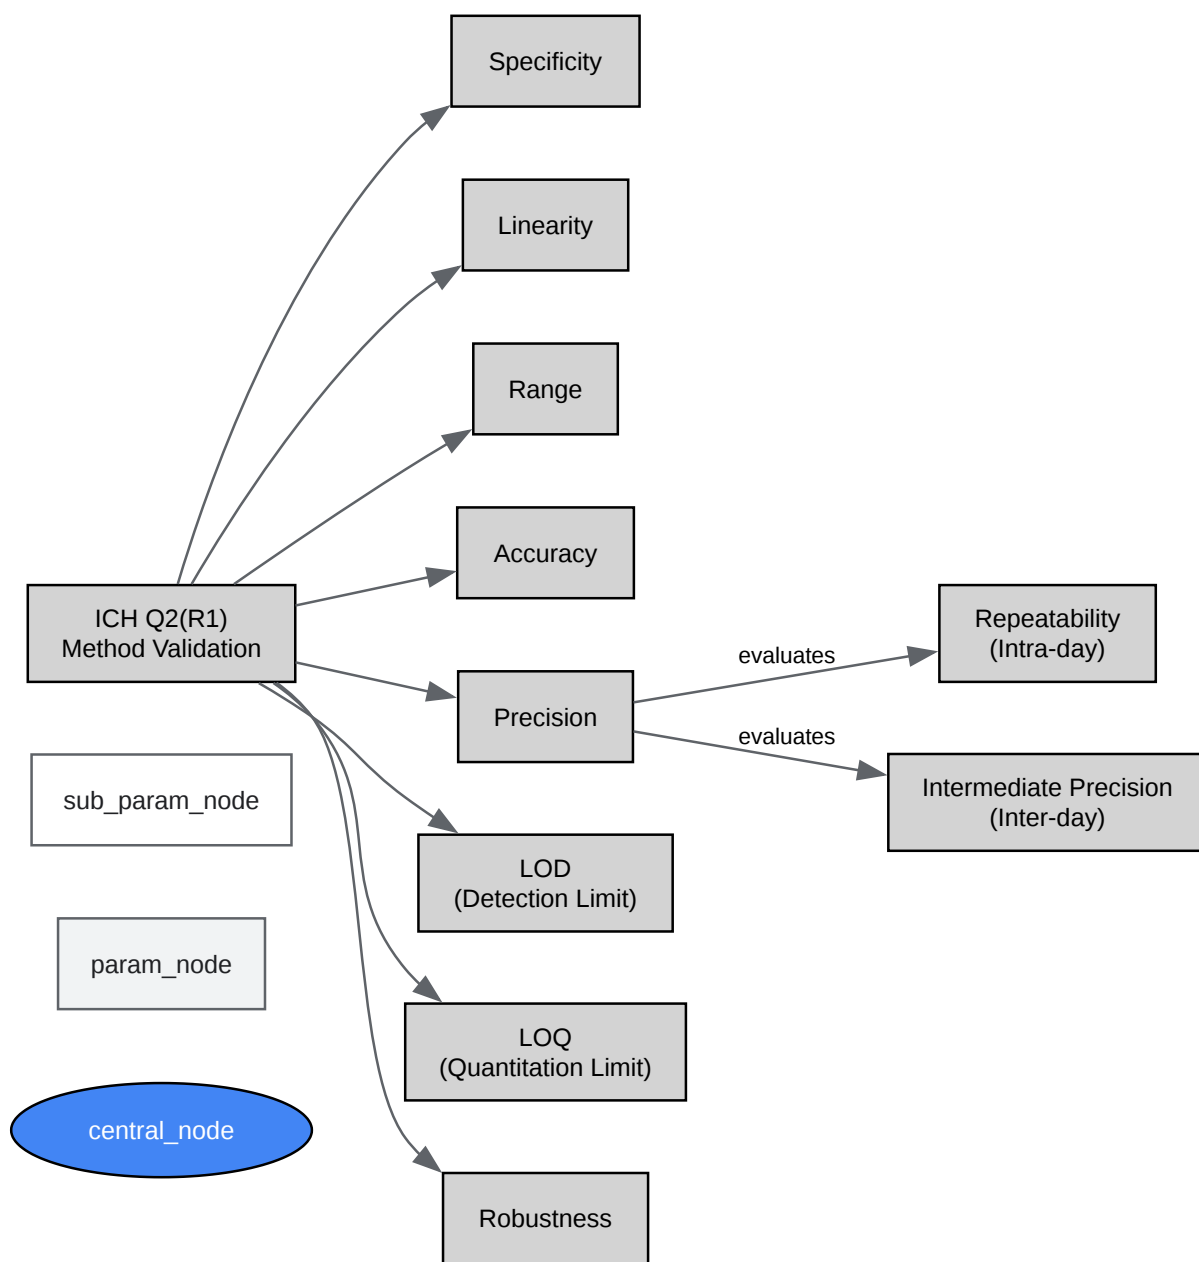 Specificity
Linearity
Range
Accuracy
ICH Q2(R1)
Method Validation
Precision
evaluates
evaluates
Repeatability
(Intra-day)
Intermediate Precision
(Inter-day)
sub_param_node
LOD
(Detection Limit)
param_node
LOQ
(Quantitation Limit)
central_node
Robustness